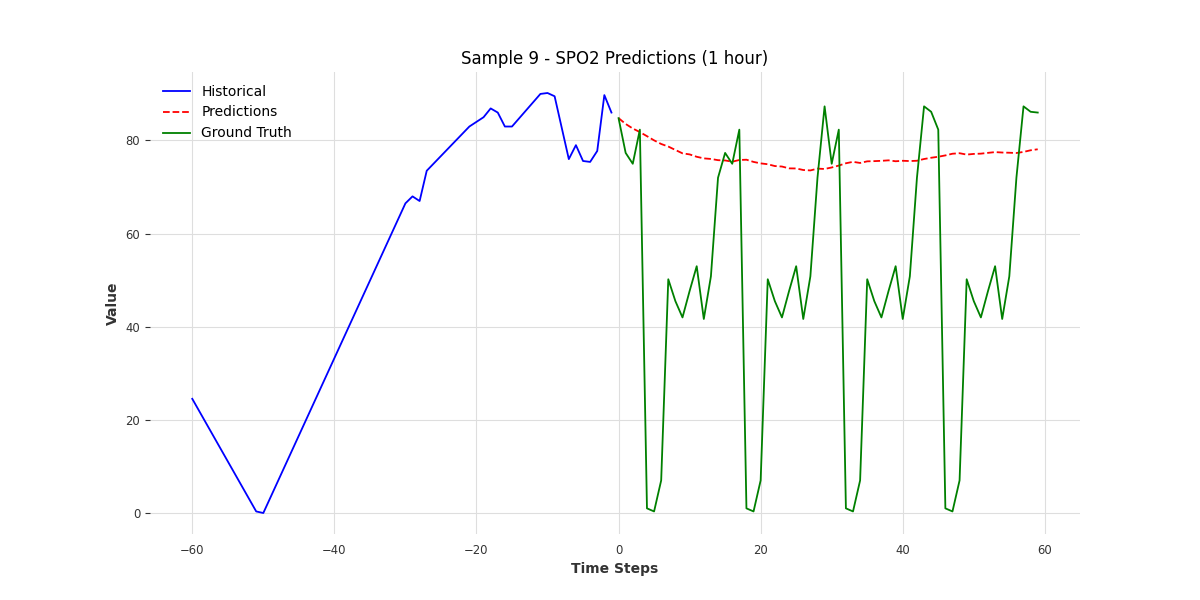 Sample 9 - SPO2 Predictions (1 hour)
Historical
Predictions
Ground Truth
80
60
40
20
0
Value
−60
−40
−20
0
20
40
60
Time Steps